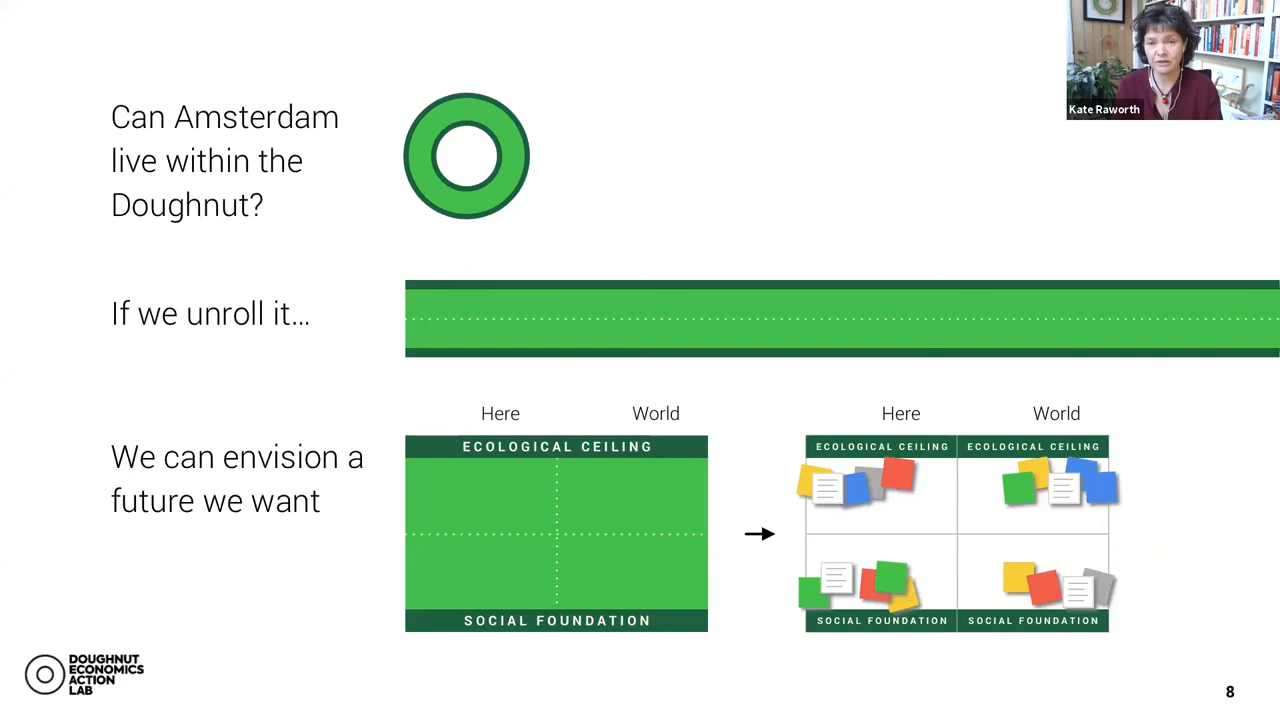 Kate Raworth
Can Amsterdam
live within the
Doughnut?
If we unroll it...
Here World Here World
We can envision a
future we want
ECOLOGICAL CEILING ECOLOGICAL CEILING ECOLOGICAL CEILING
SOCIAL FOUNDATION SOCIAL FOUNDATION SOCIAL FOUNDATION
DOUGHNUT
ECONOMICS
ACTION
LAB
8